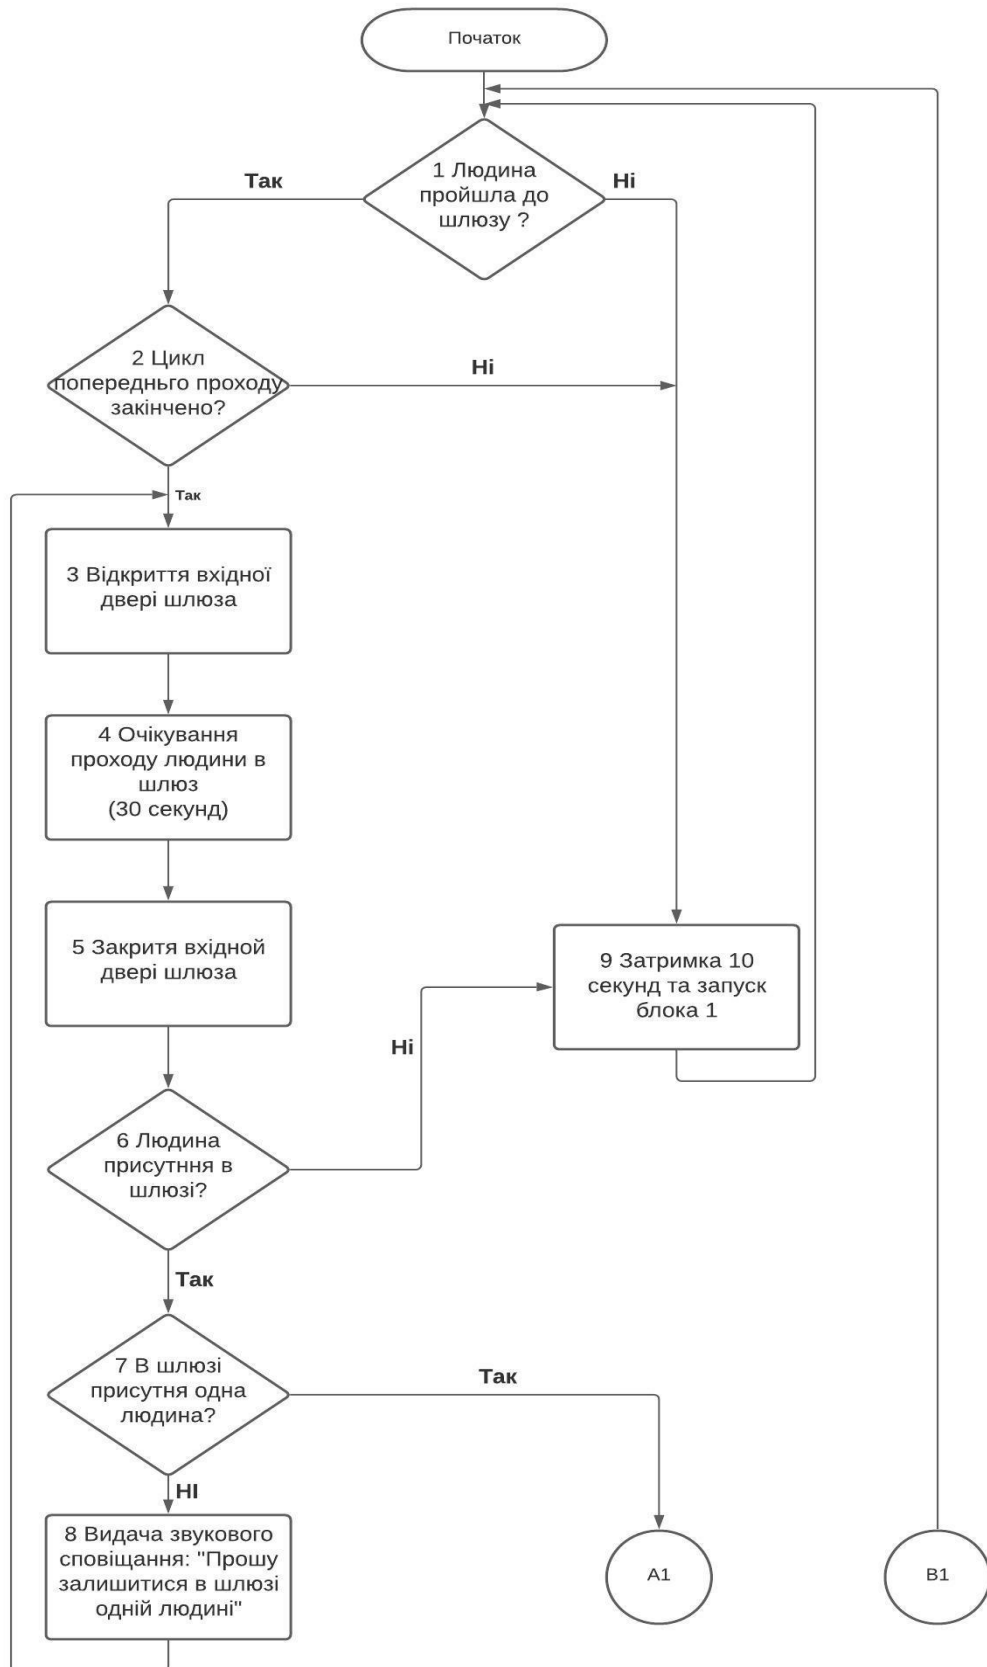 Початок
1 Людина
пройшла до
шлюзу ?
Так
Ні
2 Цикл
попередньго проходу
закінчено?
Ні
Так
3 Відкриття вхідної
двері шлюза
4 Очікування
проходу людини в
шлюз
(30 секунд)
5 Закритя вхідной
двері шлюза
9 Затримка 10
секунд та запуск
блока 1
Ні
6 Людина
присутння в
шлюзі?
Так
7 В шлюзі
присутня одна
людина?
Так
НІ
8 Видача звукового
сповіщання: "Прошу
залишитися в шлюзі
одній людині"
А1
В1